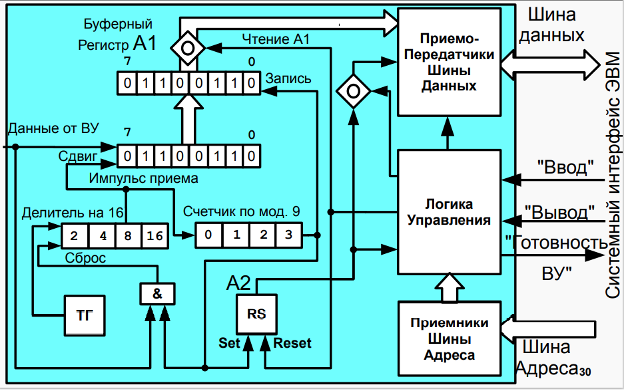 Буферный
Регистр А1
Чтение А1
7 0
0 1 1 0 0 1 1 0
Запись
Данные от ВУ
7 0
Сдвиг
0 1 1 0 0 1 1 0
Импульс приема
Делитель на 16
2 4 8 16
Счетчик по мод. 9
0 1 2 3
Сброс
&
ТГ
А2
RS
Set
Reset
О
О
Приемо-
Передатчики
Шины
Данных
Логика
Управления
Приемники
Шины
Адреса
Шина
данных
"Ввод"
"Вывод"
"Готовность
ВУ"
Шина
Адреса30
Системный интерфейс ЭВМ